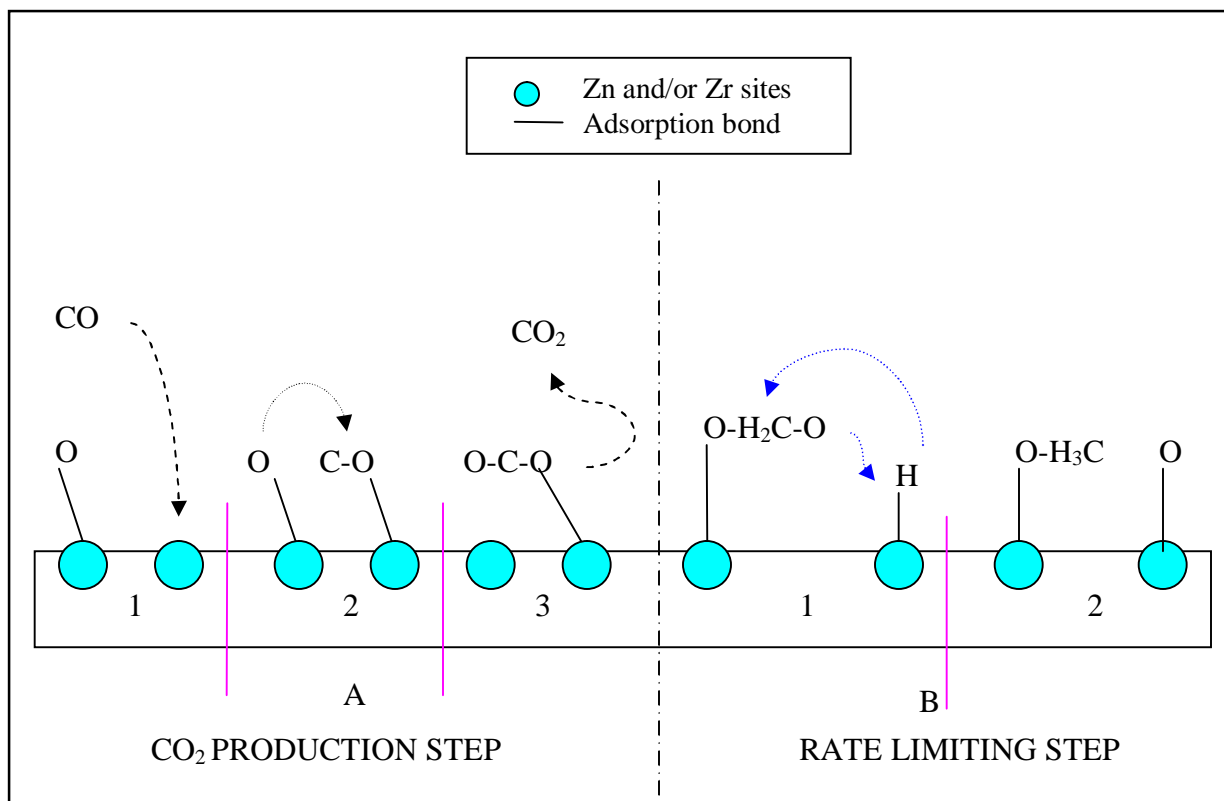 Zn and/or Zr sites
Adsorption bond
CO
CO₂
O
O
C-O
O-C-O
O-H₂C-O
H
O-H₃C
O
1
2
3
1
2
A
B
CO₂ PRODUCTION STEP
RATE LIMITING STEP